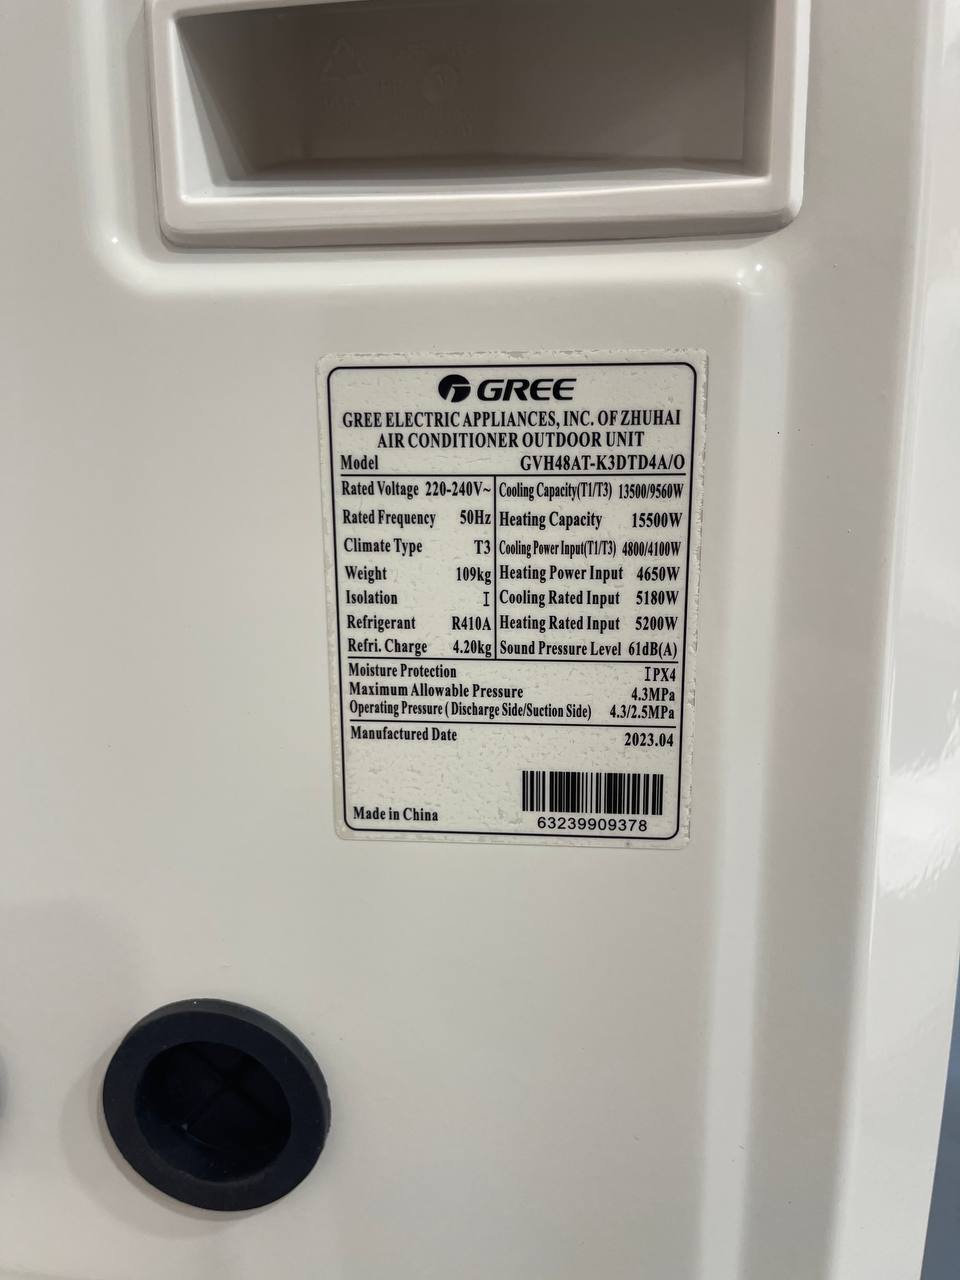 GREE
GREE ELECTRIC APPLIANCES, INC. OF ZHUHAI
AIR CONDITIONER OUTDOOR UNIT
Model GVH48AT-K3DTD4A/O
Rated Voltage 220-240V~
Rated Frequency 50Hz
Climate Type T3
Weight 109kg
Isolation I
Refrigerant R410A
Refri. Charge 4.20kg
Cooling Capacity(T1/T3) 13500/9560W
Heating Capacity 15500W
Cooling Power Input(T1/T3) 4800/4100W
Heating Power Input 4650W
Cooling Rated Input 5180W
Heating Rated Input 5200W
Sound Pressure Level 61dB(A)
Moisture Protection IPX4
Maximum Allowable Pressure 4.3MPa
Operating Pressure ( Discharge Side/Suction Side) 4.3/2.5MPa
Manufactured Date 2023.04
Made in China
63239909378